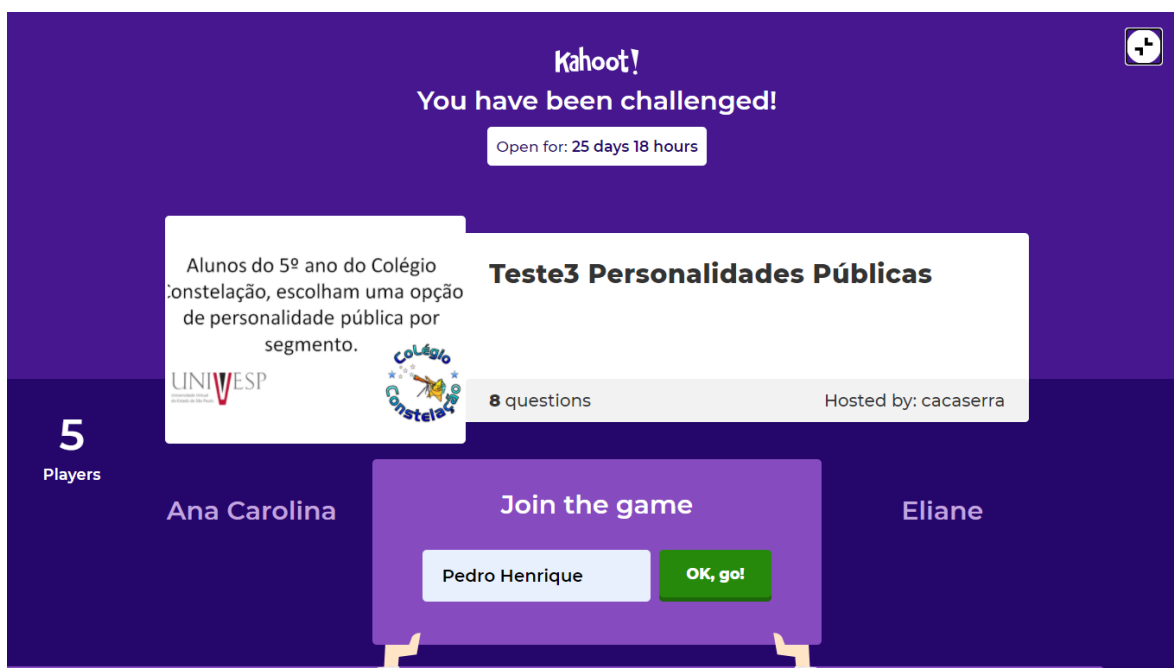 Kahoot!
You have been challenged!
Open for: 25 days 18 hours
Alunos do 5º ano do Colégio
Constelação, escolham uma opção
de personalidade pública por
segmento.
UNIVESP
Colégio
Constelação
Teste3 Personalidades Públicas
8 questions
Hosted by: cacaserra
5
Players
Ana Carolina
Join the game
Eliane
Pedro Henrique
OK, go!